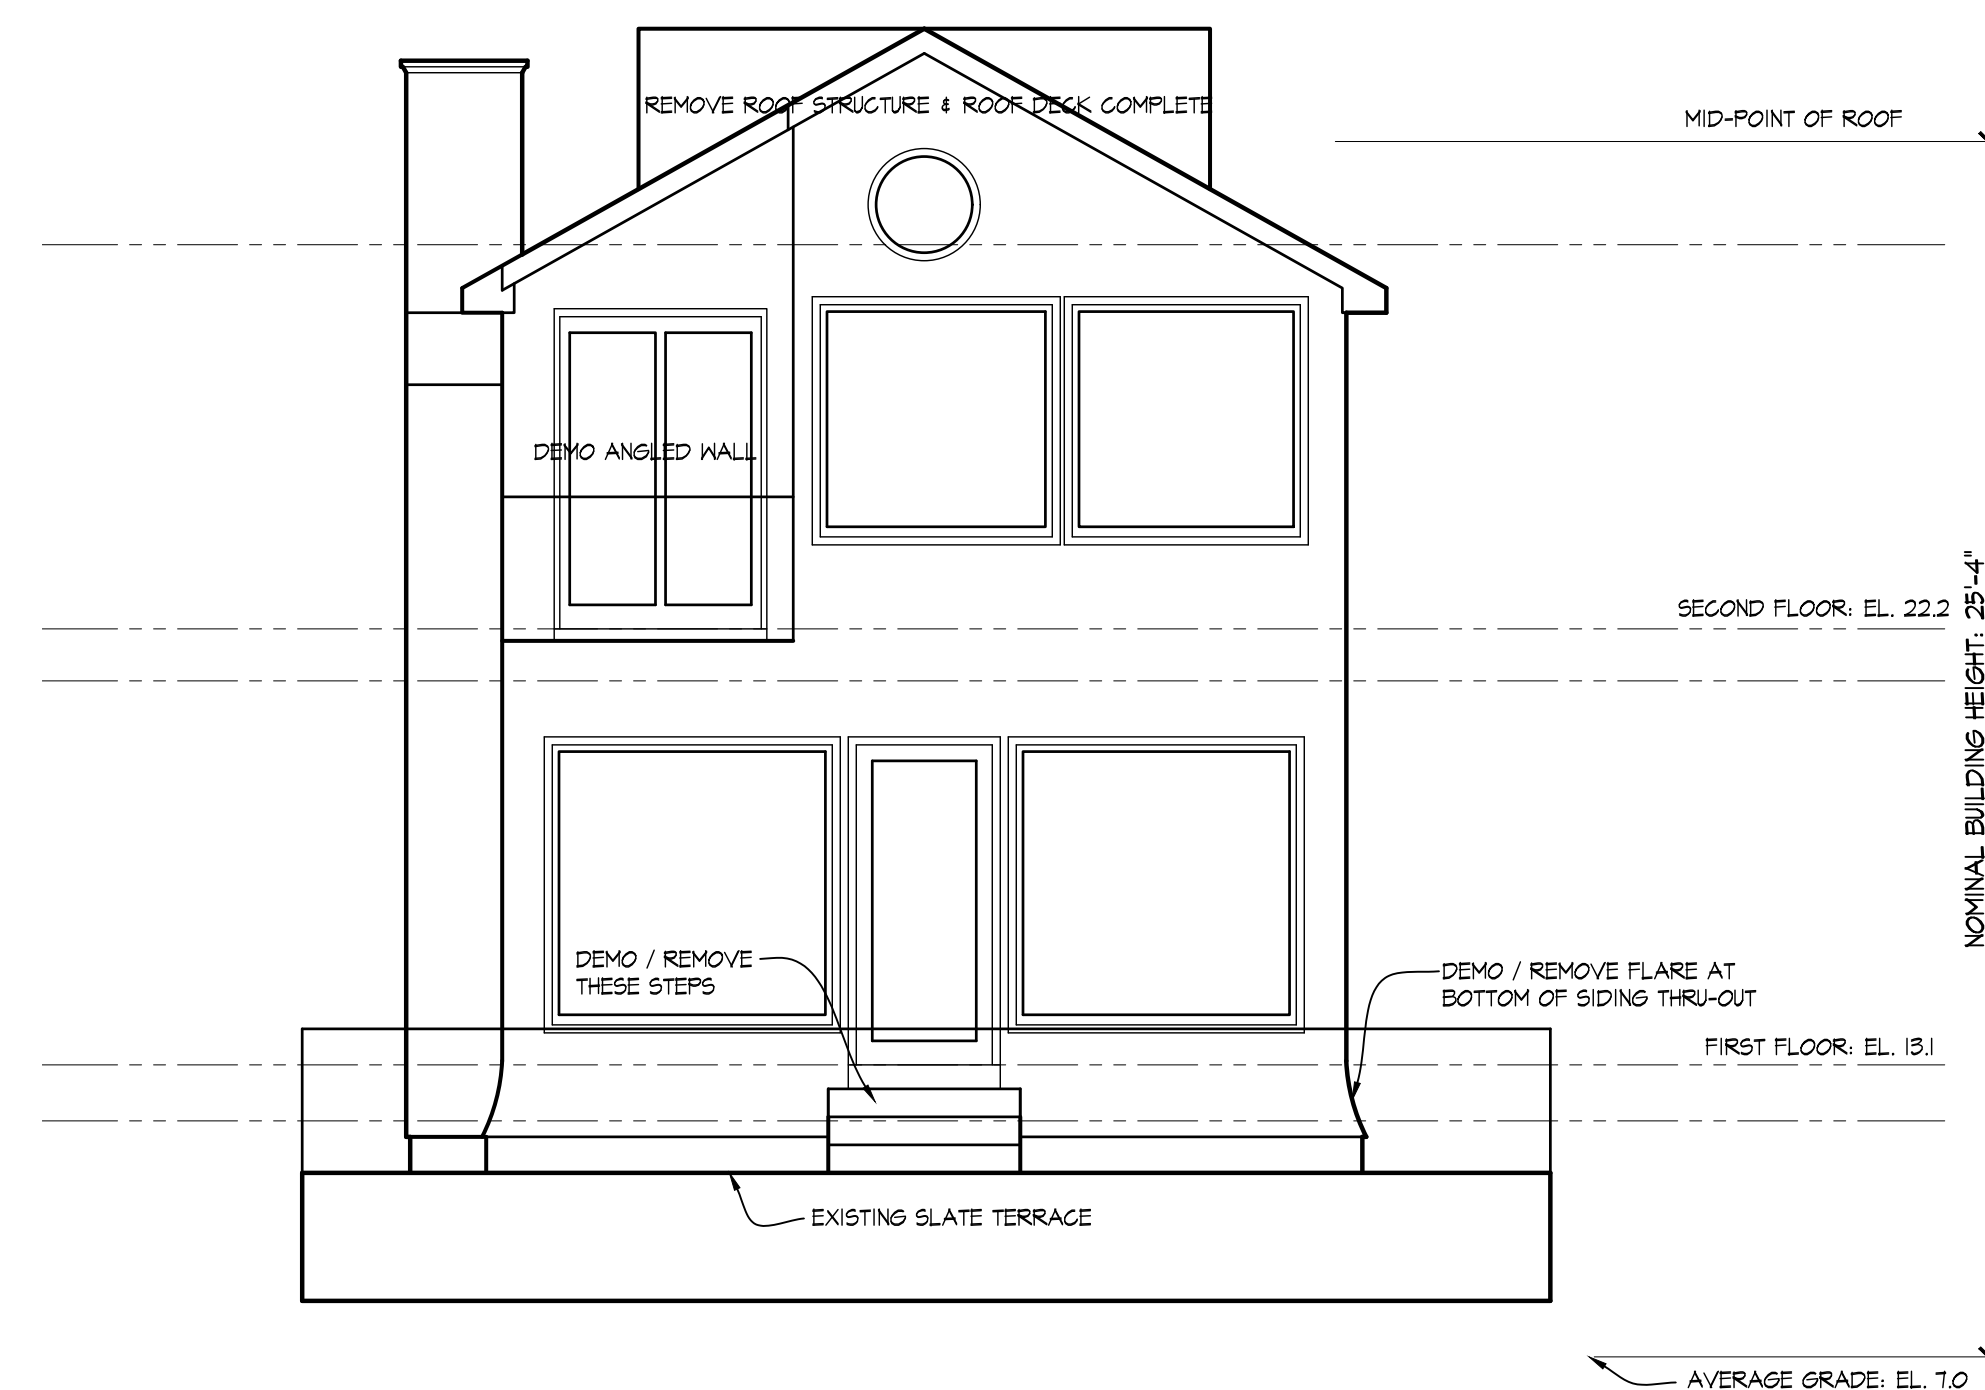 REMOVE ROOF STRUCTURE & ROOF DECK COMPLETE
MID-POINT OF ROOF
DEMO ANGLED WALL
SECOND FLOOR: EL. 22.2
NOMINAL BUILDING HEIGHT: 25'-4"
DEMO / REMOVE
THESE STEPS
DEMO / REMOVE FLARE AT
BOTTOM OF SIDING THRU-OUT
FIRST FLOOR: EL. 13.1
EXISTING SLATE TERRACE
AVERAGE GRADE: EL. 7.0